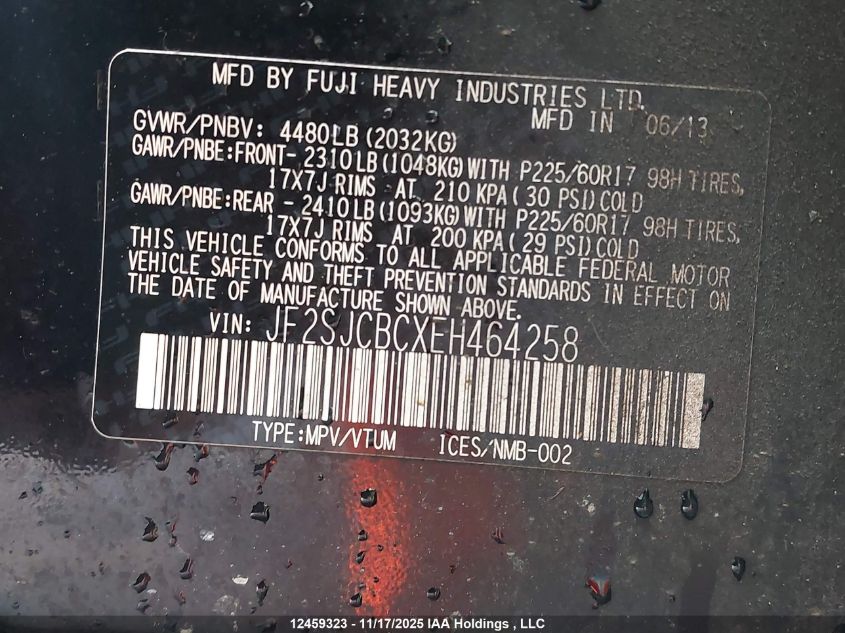 MFD BY FUJI HEAVY INDUSTRIES LTD.
MFD IN 06/13
GVWR/PNBV: 4480LB (2032KG)
GAWR/PNBE:FRONT- 2310LB (1048KG) WITH P225/60R17 98H TIRES,
17X7J RIMS AT 210 KPA ( 30 PSI) COLD
GAWR/PNBE:REAR - 2410LB (1093KG) WITH P225/60R17 98H TIRES,
17X7J RIMS AT 200 KPA ( 29 PSI) COLD
THIS VEHICLE CONFORMS TO ALL APPLICABLE FEDERAL MOTOR
VEHICLE SAFETY AND THEFT PREVENTION STANDARDS IN EFFECT ON
THE DATE OF MANUFACTURE SHOWN ABOVE.
VIN: JF2SJCBCXEH464258
TYPE:MPV/VTUM ICES/NMB-002
12459323 - 11/17/2025 IAA Holdings , LLC